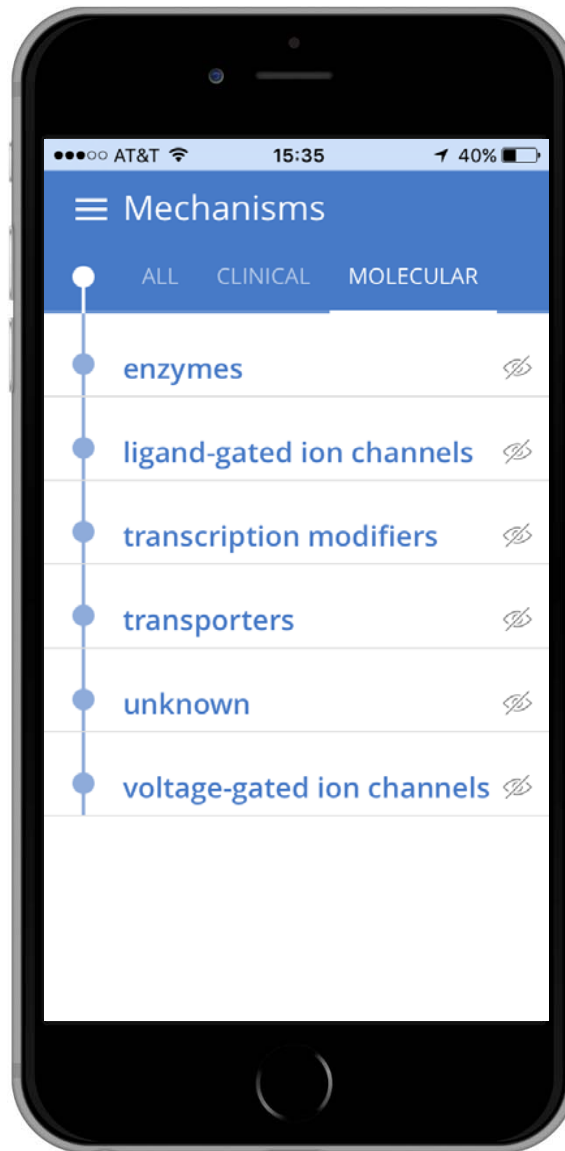 AT&T 15:35 40%
Mechanisms
ALL CLINICAL MOLECULAR
enzymes
ligand-gated ion channels
transcription modifiers
transporters
unknown
voltage-gated ion channels